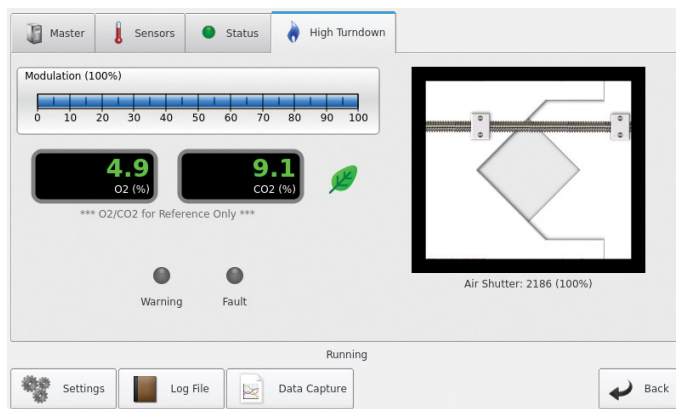 Master
Sensors
Status
High Turndown
Modulation (100%)
0 10 20 30 40 50 60 70 80 90 100
4.9
O2 (%)
9.1
CO2 (%)
*** O2/CO2 for Reference Only ***
Warning
Fault
Air Shutter: 2186 (100%)
Running
Settings
Log File
Data Capture
Back